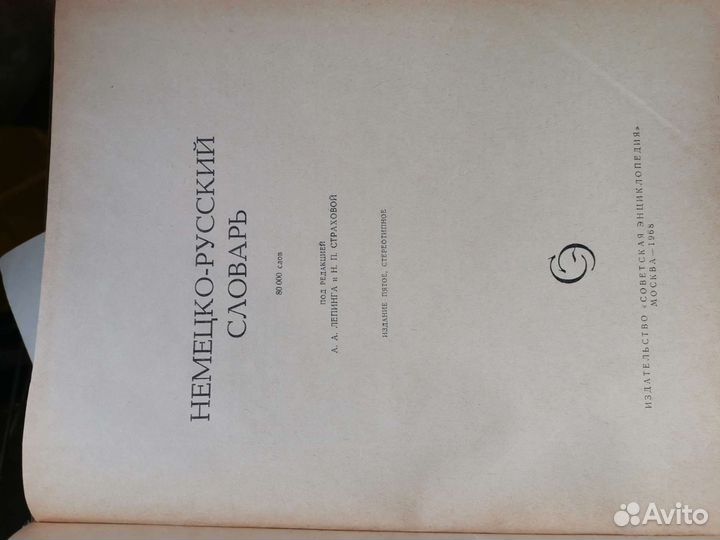 НЕМЕЦКО-РУССКИЙ
СЛОВАРЬ
80 000 слов
ПОД РЕДАКЦИЕЙ
А. А. ЛЕПИНГА и Н. П. СТРАХОВОЙ
ИЗДАНИЕ ПЯТОЕ, СТЕРЕОТИПНОЕ
СЭ
ИЗДАТЕЛЬСТВО «СОВЕТСКАЯ ЭНЦИКЛОПЕДИЯ»
МОСКВА—1968
Avito